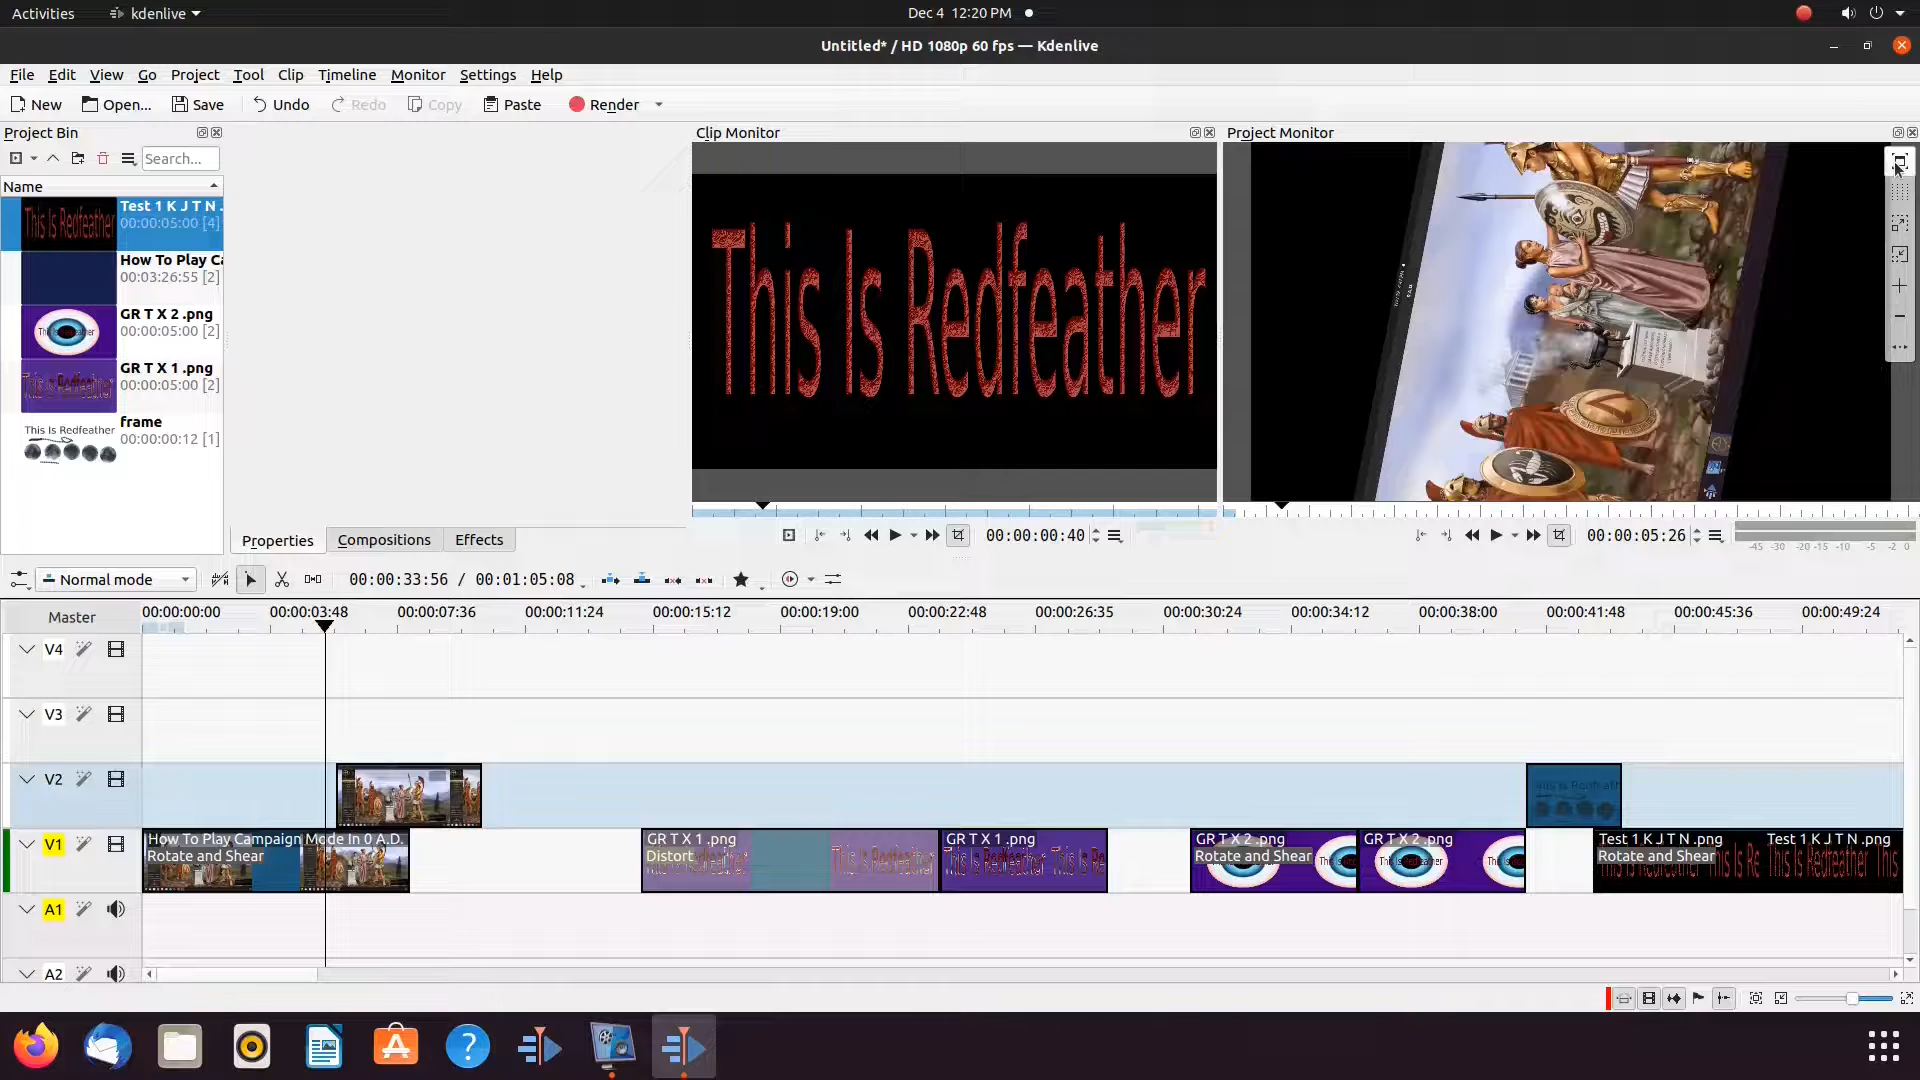 Activities
kdenlive
Dec 4 12:20 PM
Untitled* / HD 1080p 60 fps — Kdenlive
File Edit View Go Project Tool Clip Timeline Monitor Settings Help
New Open... Save Undo Redo Copy Paste Render
Project Bin
Clip Monitor
Project Monitor
Search...
Name
Test 1 K J T N .
00:00:05:00 [4]
How To Play Ca
00:03:26:55 [2]
GR T X 2 .png
00:00:05:00 [2]
GR T X 1 .png
00:00:05:00 [2]
frame
00:00:00:12 [1]
This Is Redfeather
This Is Redfeather
This Is Redfeather
This Is Redfeather
This Is Redfeather
Properties Compositions Effects
00:00:00:40
00:00:05:26
-45 -30 -20 -15 -10 -5 -2 0
Normal mode
00:00:33:56 / 00:01:05:08
Master
00:00:00:00 00:00:03:48 00:00:07:36 00:00:11:24 00:00:15:12 00:00:19:00 00:00:22:48 00:00:26:35 00:00:30:24 00:00:34:12 00:00:38:00 00:00:41:48 00:00:45:36 00:00:49:24
V4
V3
V2
V1
How To Play Campaign Mode In 0 A.D.
Rotate and Shear
GR T X 1 .png
Distort
GR T X 1 .png
GR T X 2 .png
Rotate and Shear
GR T X 2 .png
Test 1 K J T N .png
Rotate and Shear
Test 1 K J T N .png
A1
A2